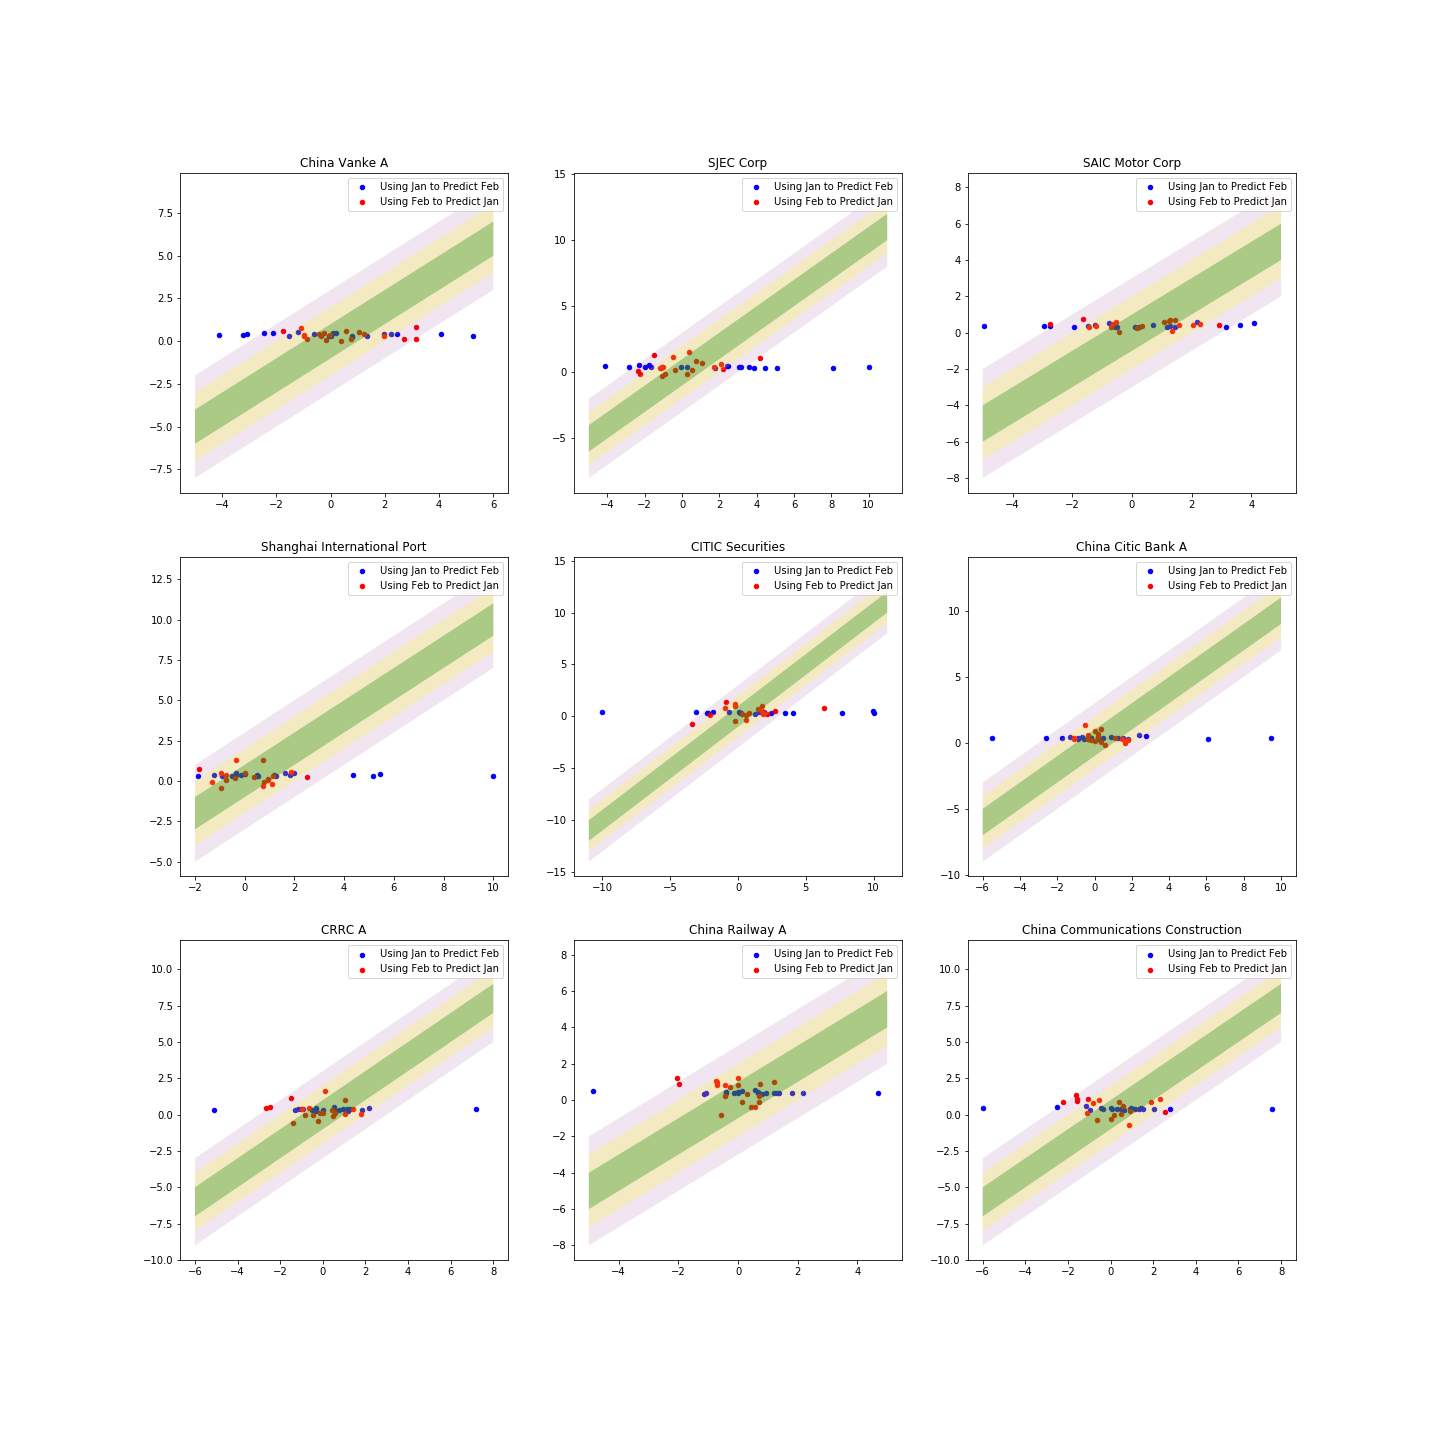 China Vanke A
Using Jan to Predict Feb
Using Feb to Predict Jan
7.5
5.0
2.5
0.0
−2.5
−5.0
−7.5
−4 −2 0 2 4 6
SJEC Corp
Using Jan to Predict Feb
Using Feb to Predict Jan
15
10
5
0
−5
−4 −2 0 2 4 6 8 10
SAIC Motor Corp
Using Jan to Predict Feb
Using Feb to Predict Jan
8
6
4
2
0
−2
−4
−6
−8
−4 −2 0 2 4
Shanghai International Port
Using Jan to Predict Feb
Using Feb to Predict Jan
12.5
10.0
7.5
5.0
2.5
0.0
−2.5
−5.0
−2 0 2 4 6 8 10
CITIC Securities
Using Jan to Predict Feb
Using Feb to Predict Jan
15
10
5
0
−5
−10
−15
−10 −5 0 5 10
China Citic Bank A
Using Jan to Predict Feb
Using Feb to Predict Jan
10
5
0
−5
−10
−6 −4 −2 0 2 4 6 8 10
CRRC A
Using Jan to Predict Feb
Using Feb to Predict Jan
10.0
7.5
5.0
2.5
0.0
−2.5
−5.0
−7.5
−10.0
−6 −4 −2 0 2 4 6 8
China Railway A
Using Jan to Predict Feb
Using Feb to Predict Jan
8
6
4
2
0
−2
−4
−6
−8
−4 −2 0 2 4
China Communications Construction
Using Jan to Predict Feb
Using Feb to Predict Jan
10.0
7.5
5.0
2.5
0.0
−2.5
−5.0
−7.5
−10.0
−6 −4 −2 0 2 4 6 8